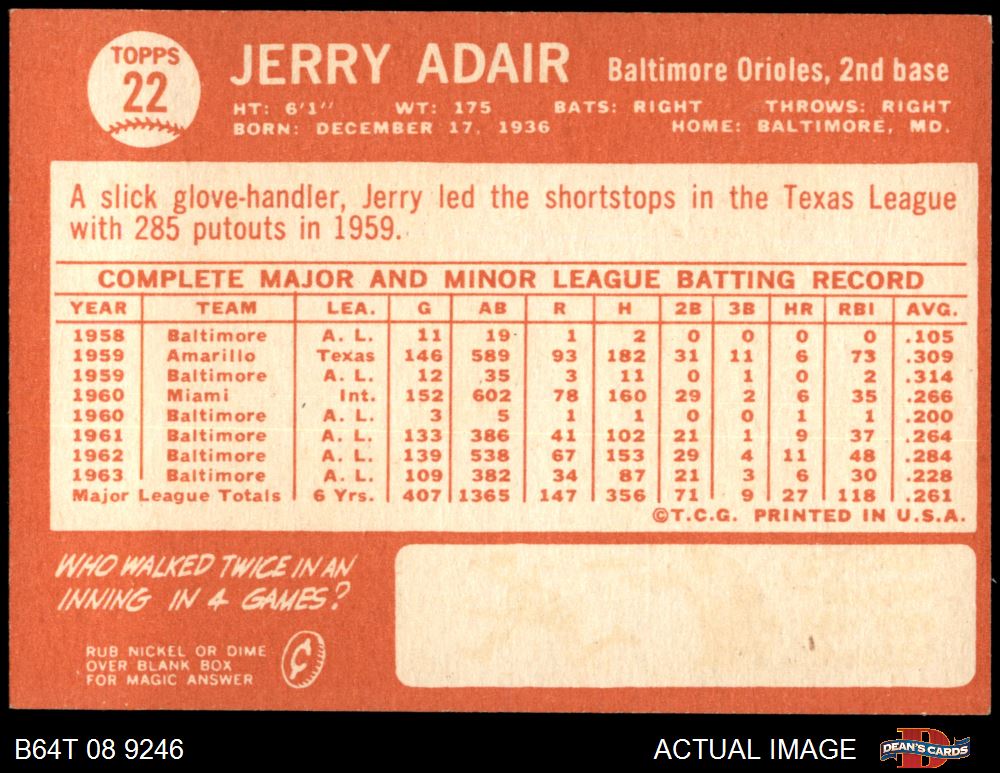 TOPPS
22
JERRY ADAIR
Baltimore Orioles, 2nd base
HT: 6'1" WT: 175 BATS: RIGHT THROWS: RIGHT
BORN: DECEMBER 17, 1936 HOME: BALTIMORE, MD.
A slick glove-handler, Jerry led the shortstops in the Texas League
with 285 putouts in 1959.
COMPLETE MAJOR AND MINOR LEAGUE BATTING RECORD
YEAR TEAM LEA. G AB R H 2B 3B HR RBI AVG.
1958 Baltimore A. L. 11 19 1 2 0 0 0 0 .105
1959 Amarillo Texas 146 589 93 182 31 11 6 73 .309
1959 Baltimore A. L. 12 35 3 11 0 1 0 2 .314
1960 Miami Int. 152 602 78 160 29 2 6 35 .266
1960 Baltimore A. L. 3 5 1 1 0 0 1 1 .200
1961 Baltimore A. L. 133 386 41 102 21 1 9 37 .264
1962 Baltimore A. L. 139 538 67 153 29 4 11 48 .284
1963 Baltimore A. L. 109 382 34 87 21 3 6 30 .228
Major League Totals 6 Yrs. 407 1365 147 356 71 9 27 118 .261
©T.C.G. PRINTED IN U.S.A.
WHO WALKED TWICE IN AN
INNING IN 4 GAMES?
RUB NICKEL OR DIME
OVER BLANK BOX
FOR MAGIC ANSWER
¢
B64T 08 9246
ACTUAL IMAGE
DEAN'S CARDS